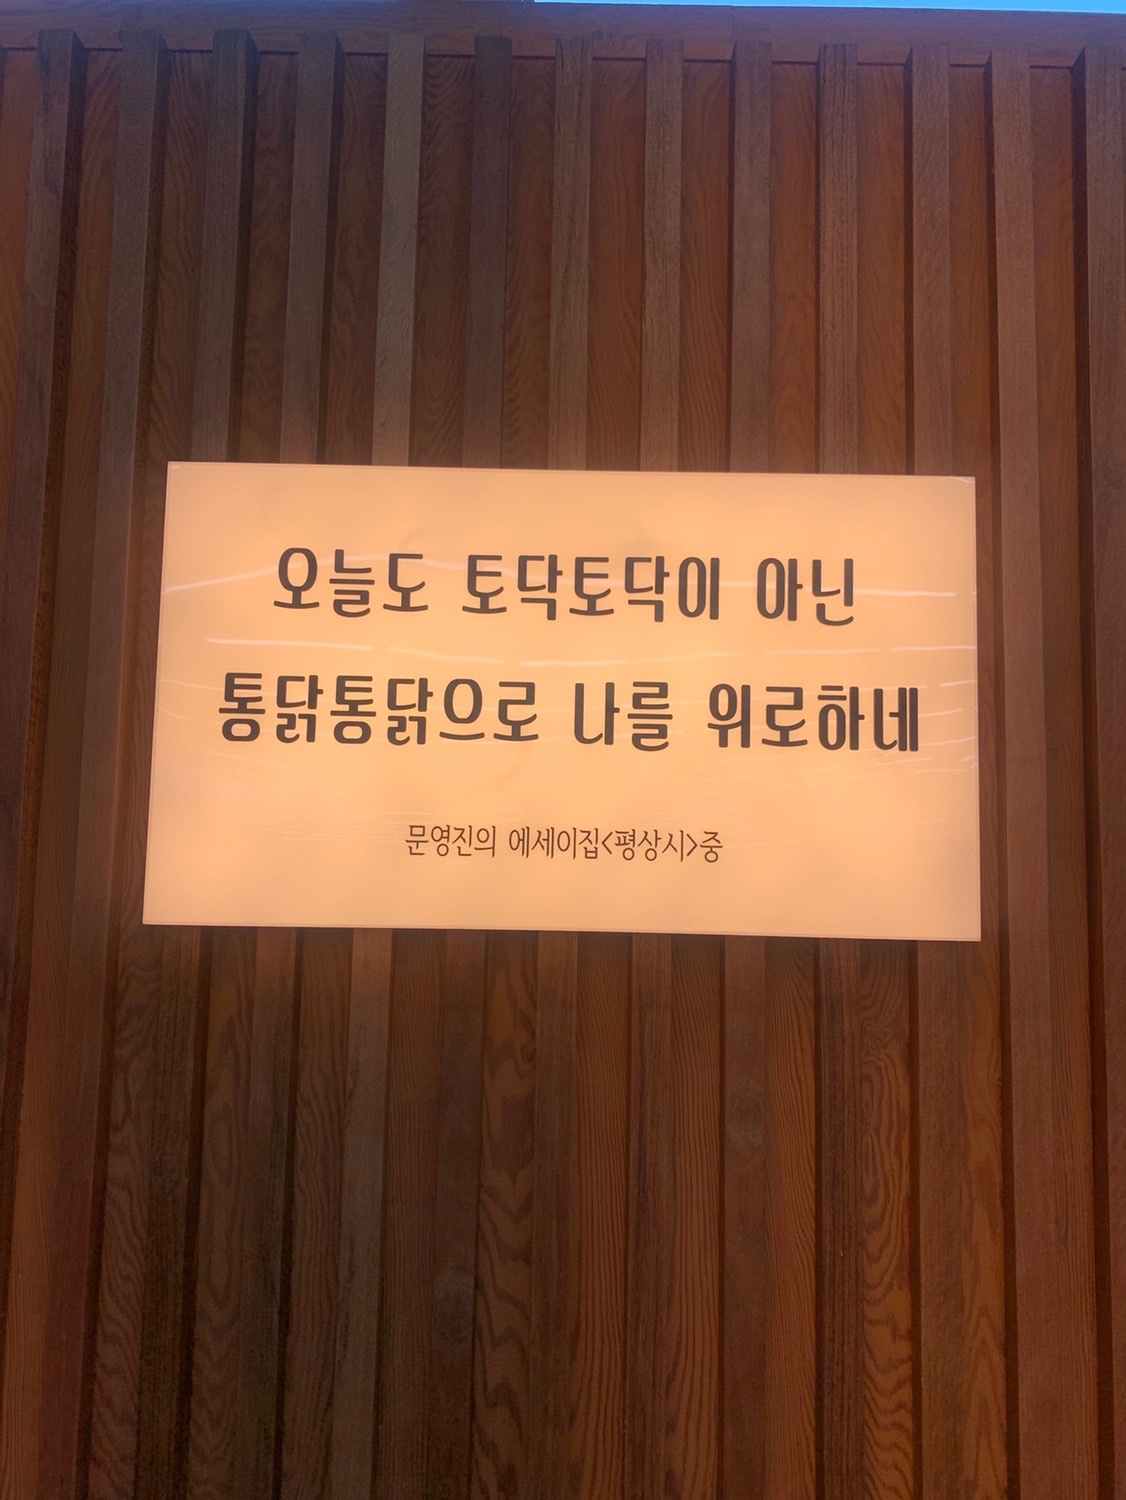 오늘도 토닥토닥이 아닌
통닭통닭으로 나를 위로하네
문영진의 에세이집<평상시>중